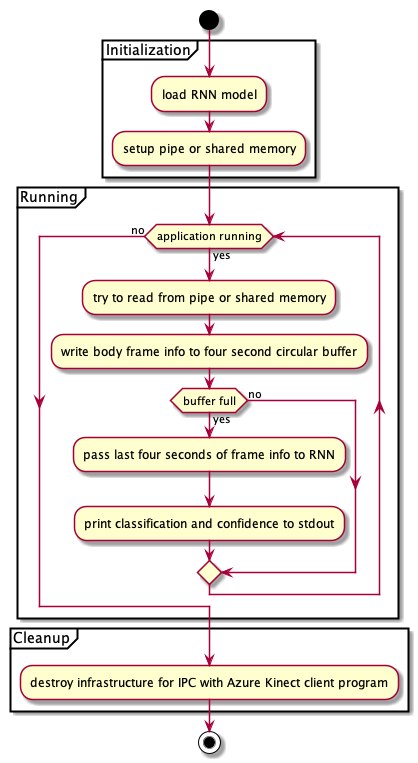 Initialization
load RNN model
setup pipe or shared memory
Running
no
application running
yes
try to read from pipe or shared memory
write body frame info to four second circular buffer
buffer full
no
yes
pass last four seconds of frame info to RNN
print classification and confidence to stdout
Cleanup
destroy infrastructure for IPC with Azure Kinect client program